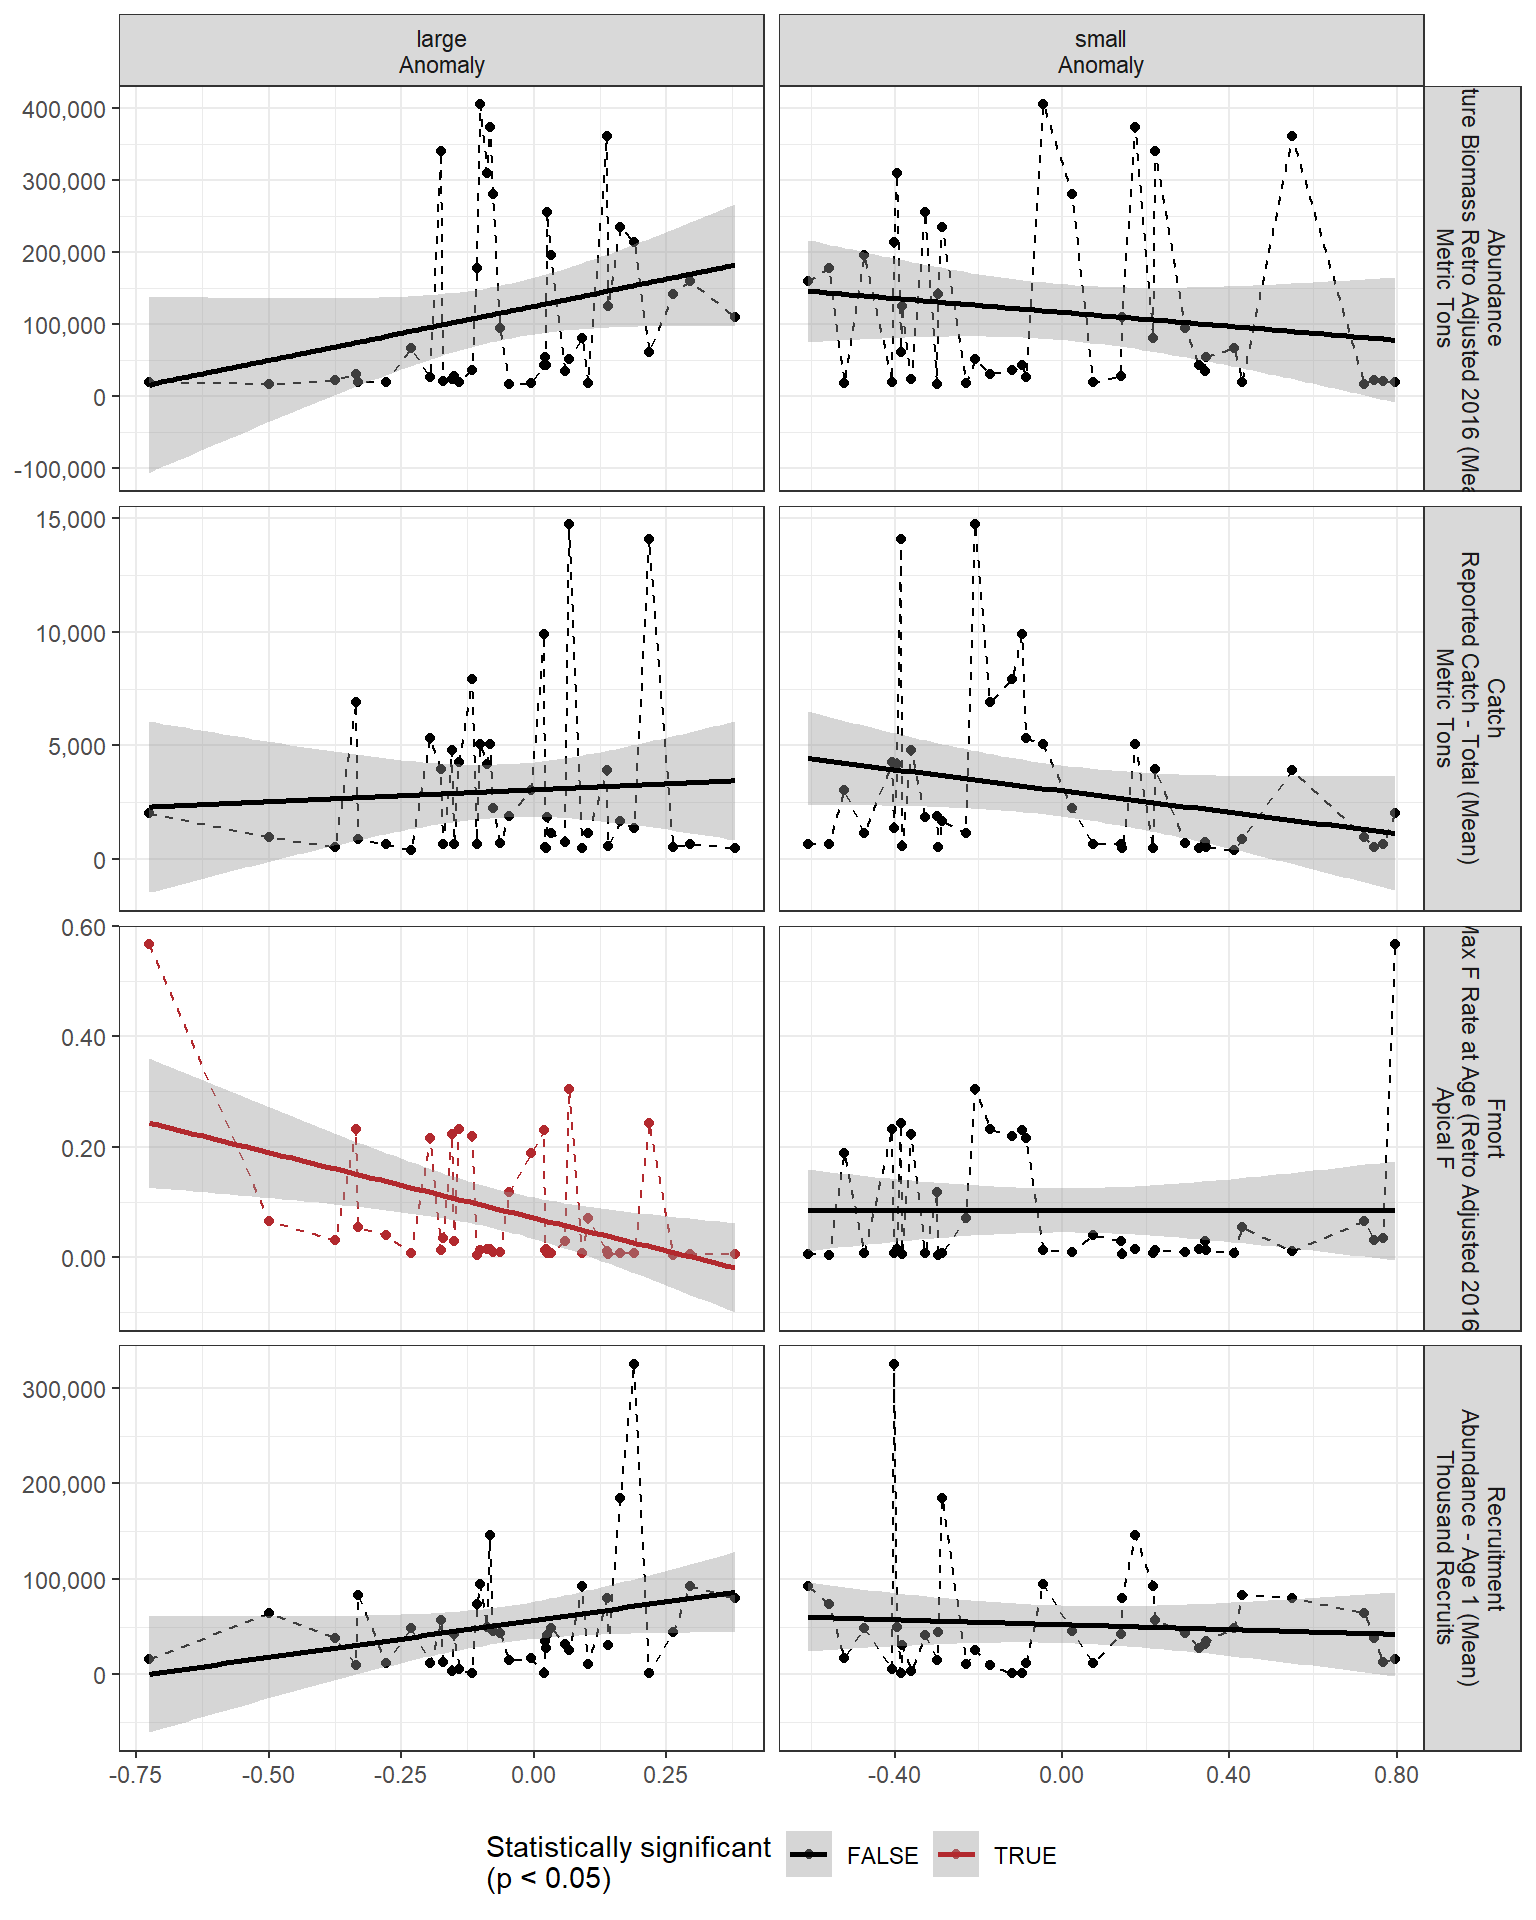 large
Anomaly
small
Anomaly
400,000
300,000
200,000
100,000
0
-100,000
Abundance
ture Biomass Retro Adjusted 2016 (Mea
Metric Tons
15,000
10,000
5,000
0
Catch
Reported Catch - Total (Mean)
Metric Tons
0.60
0.40
0.20
0.00
Fmort
Max F Rate at Age (Retro Adjusted 2016
Apical F
300,000
200,000
100,000
0
Recruitment
Abundance - Age 1 (Mean)
Thousand Recruits
-0.75 -0.50 -0.25 0.00 0.25
-0.40 0.00 0.40 0.80
Statistically significant
(p < 0.05)
FALSE
TRUE